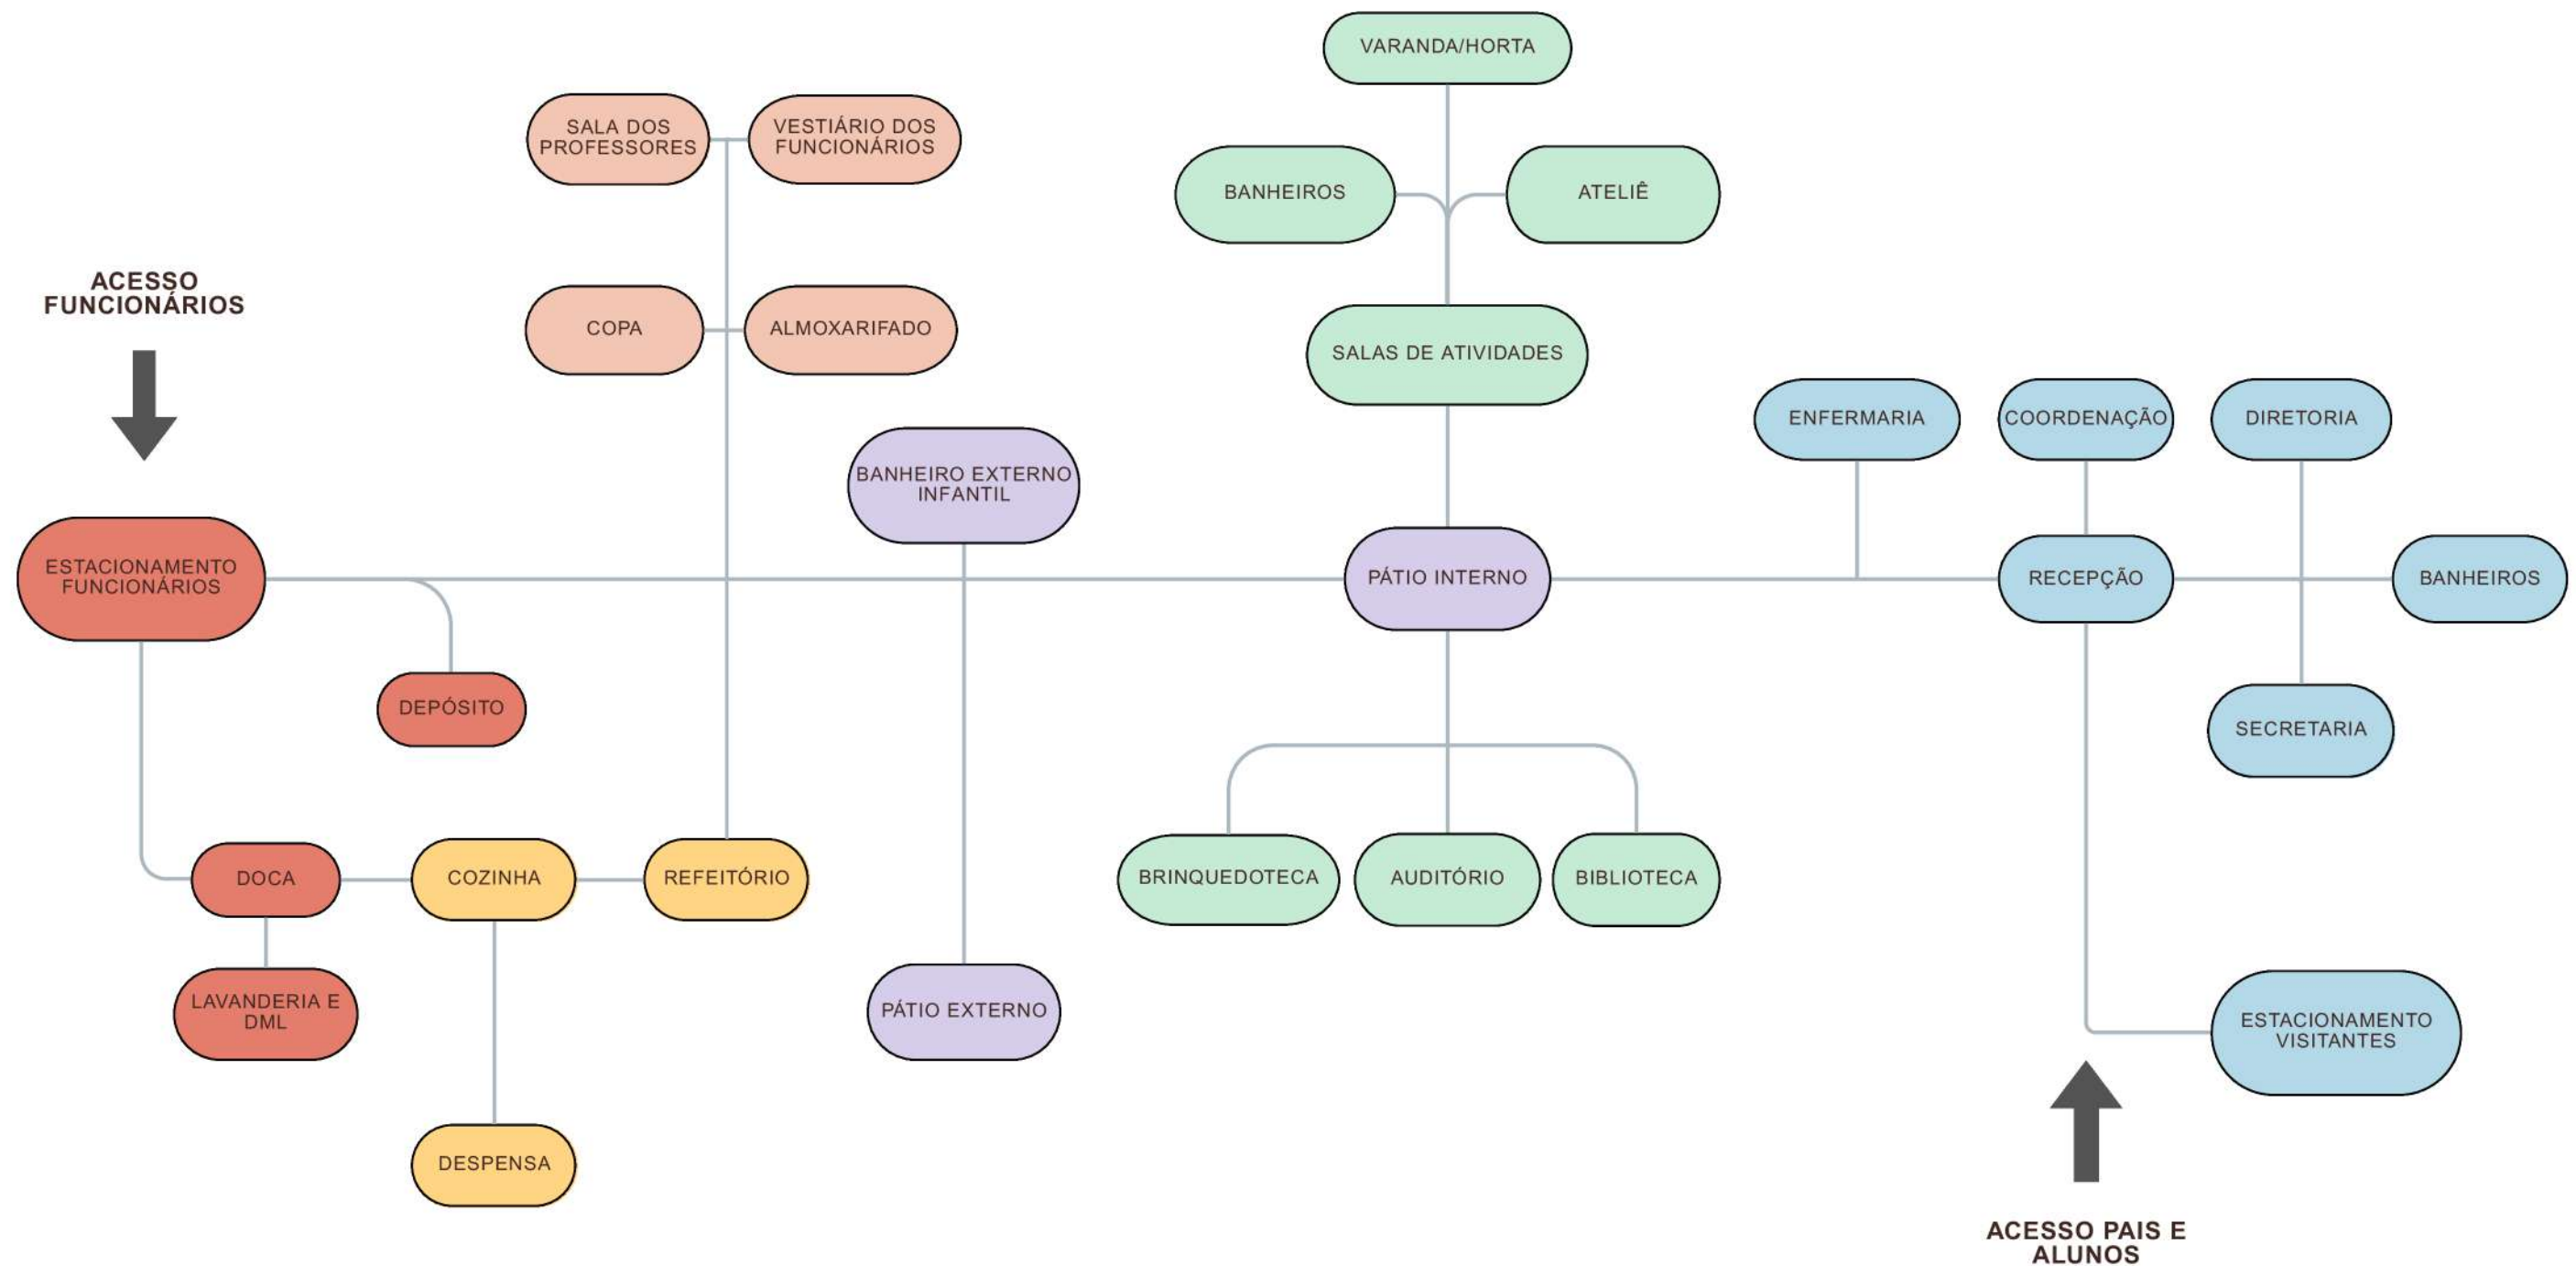 VARANDA/HORTA
SALA DOS
PROFESSORES
VESTIÁRIO DOS
FUNCIONÁRIOS
BANHEIROS
ATELIÊ
ACESSO
FUNCIONÁRIOS
COPA
ALMOXARIFADO
SALAS DE ATIVIDADES
ENFERMARIA
COORDENAÇÃO
DIRETORIA
BANHEIRO EXTERNO
INFANTIL
ESTACIONAMENTO
FUNCIONÁRIOS
PÁTIO INTERNO
RECEPÇÃO
BANHEIROS
DEPÓSITO
SECRETARIA
DOCA
COZINHA
REFEITÓRIO
BRINQUEDOTECA
AUDITÓRIO
BIBLIOTECA
LAVANDERIA E
DML
PÁTIO EXTERNO
ESTACIONAMENTO
VISITANTES
DESPENSA
ACESSO PAIS E
ALUNOS